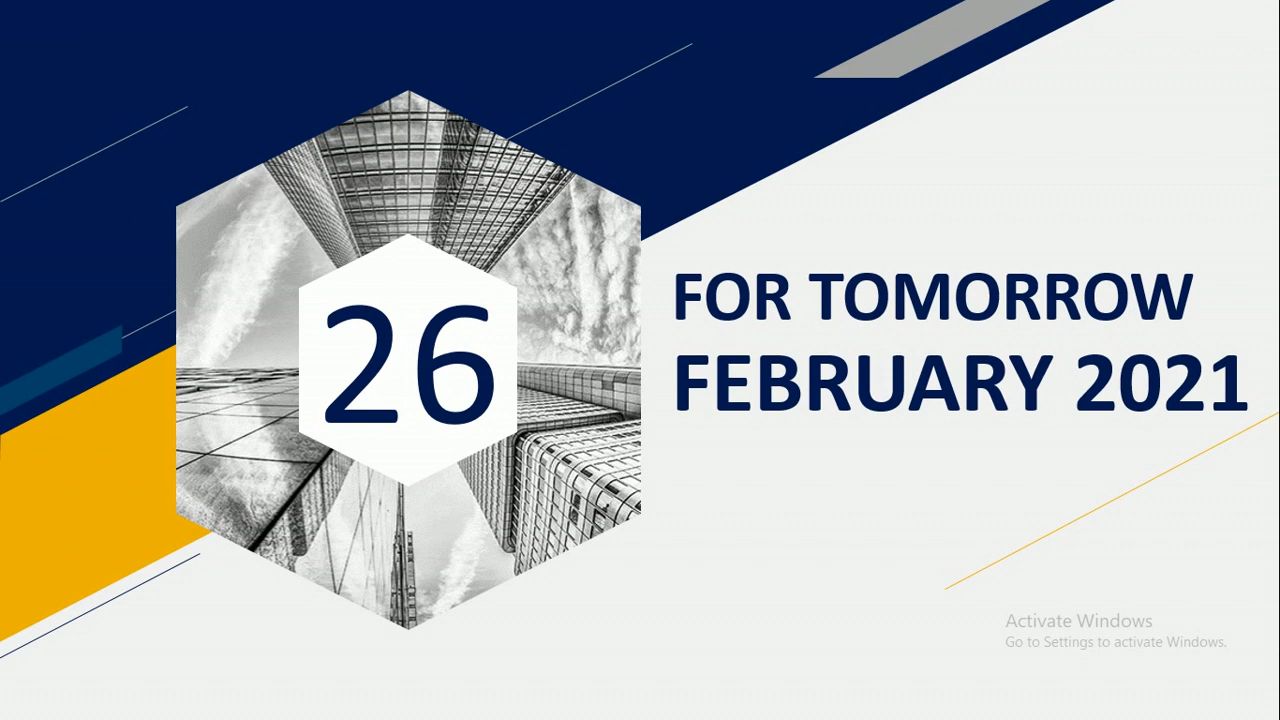 26
FOR TOMORROW
FEBRUARY 2021
Activate Windows
Go to Settings to activate Windows.